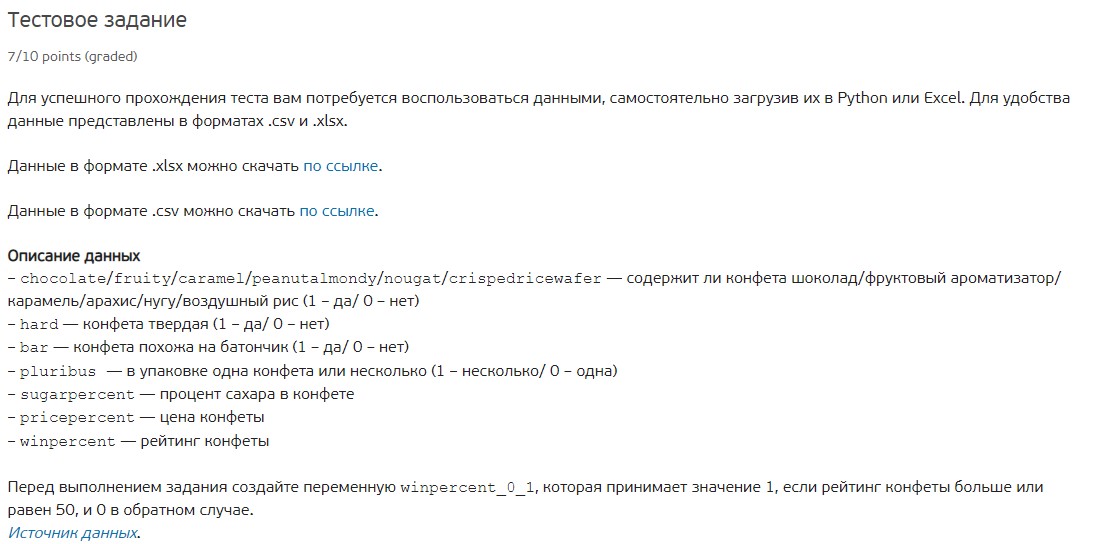 Тестовое задание
7/10 points (graded)
Для успешного прохождения теста вам потребуется воспользоваться данными, самостоятельно загрузив их в Python или Excel. Для удобства
данные представлены в форматах .csv и .xlsx.
Данные в формате .xlsx можно скачать по ссылке.
Данные в формате .csv можно скачать по ссылке.
Описание данных
– chocolate/fruity/caramel/peanutalmondy/nougat/crispedricewafer — содержит ли конфета шоколад/фруктовый ароматизатор/
карамель/арахис/нугу/воздушный рис (1 – да/ 0 – нет)
– hard — конфета твердая (1 – да/ 0 – нет)
– bar — конфета похожа на батончик (1 – да/ 0 – нет)
– pluribus — в упаковке одна конфета или несколько (1 – несколько/ 0 – одна)
– sugarpercent — процент сахара в конфете
– pricepercent — цена конфеты
– winpercent — рейтинг конфеты
Перед выполнением задания создайте переменную winpercent_0_1, которая принимает значение 1, если рейтинг конфеты больше или
равен 50, и 0 в обратном случае.
Источник данных.